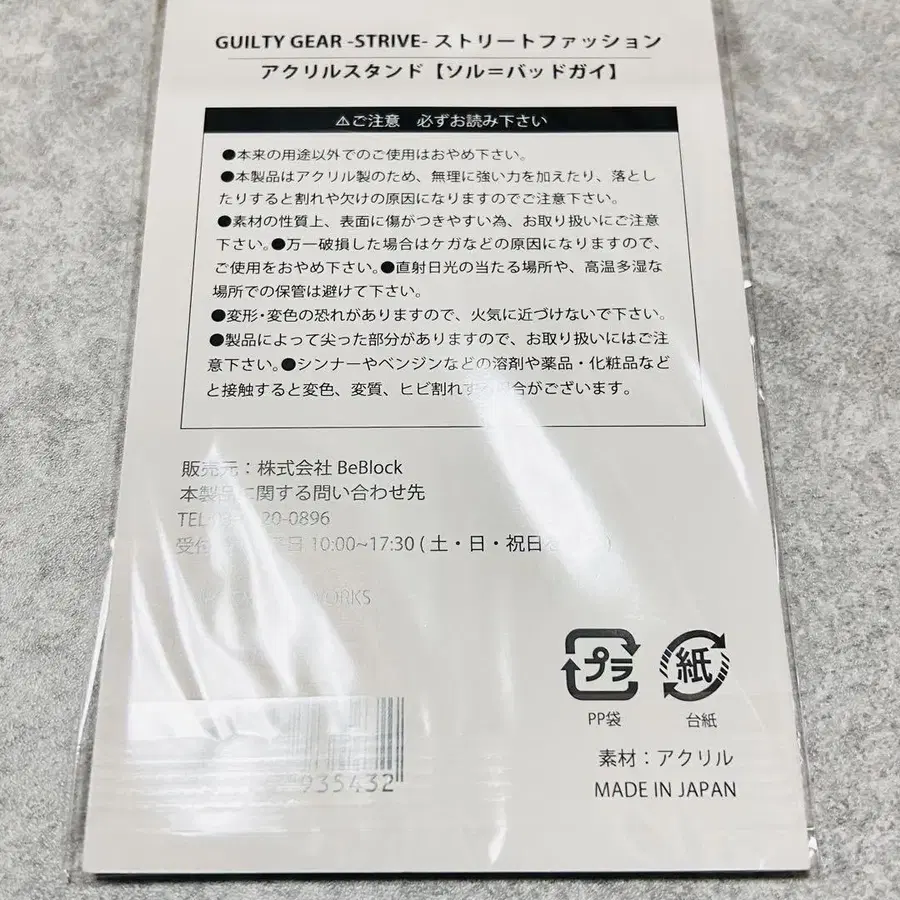 GUILTY GEAR -STRIVE- ストリートファッション
アクリルスタンド【ソル＝バッドガイ】
⚠ご注意　必ずお読み下さい
●本来の用途以外でのご使用はおやめ下さい。
●本製品はアクリル製のため、無理に強い力を加えたり、落とし
たりすると割れや欠けの原因になりますのでご注意下さい。
●素材の性質上、表面に傷がつきやすい為、お取り扱いにご注意
下さい。●万一破損した場合はケガなどの原因になりますので、
ご使用をおやめ下さい。●直射日光の当たる場所や、高温多湿な
場所での保管は避けて下さい。
●変形・変色の恐れがありますので、火気に近づけないで下さい。
●製品によって尖った部分がありますので、お取り扱いにはご注
意下さい。●シンナーやベンジンなどの溶剤や薬品・化粧品など
と接触すると変色、変質、ヒビ割れする場合がございます。
販売元：株式会社 BeBlock
本製品に関する問い合わせ先
TEL 20-0896
受付 日 10:00~17:30 ( 土・日・祝日
WORKS
プラ
紙
PP袋
台紙
935432
素材：アクリル
MADE IN JAPAN